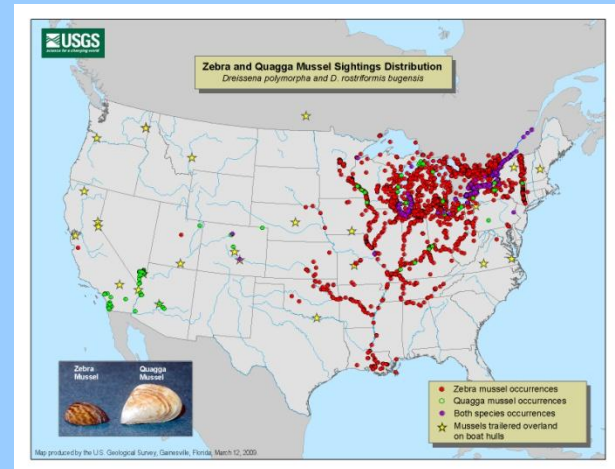 USGS
science for a changing world
Zebra and Quagga Mussel Sightings Distribution
Dreissena polymorpha and D. rostriformis bugensis
Zebra
Mussel
Quagga
Mussel
Zebra mussel occurrences
Quagga mussel occurrences
Both species occurrences
Mussels trailered overland
on boat hulls
Map produced by the U.S. Geological Survey, Gainesville, Florida, March 12, 2009.